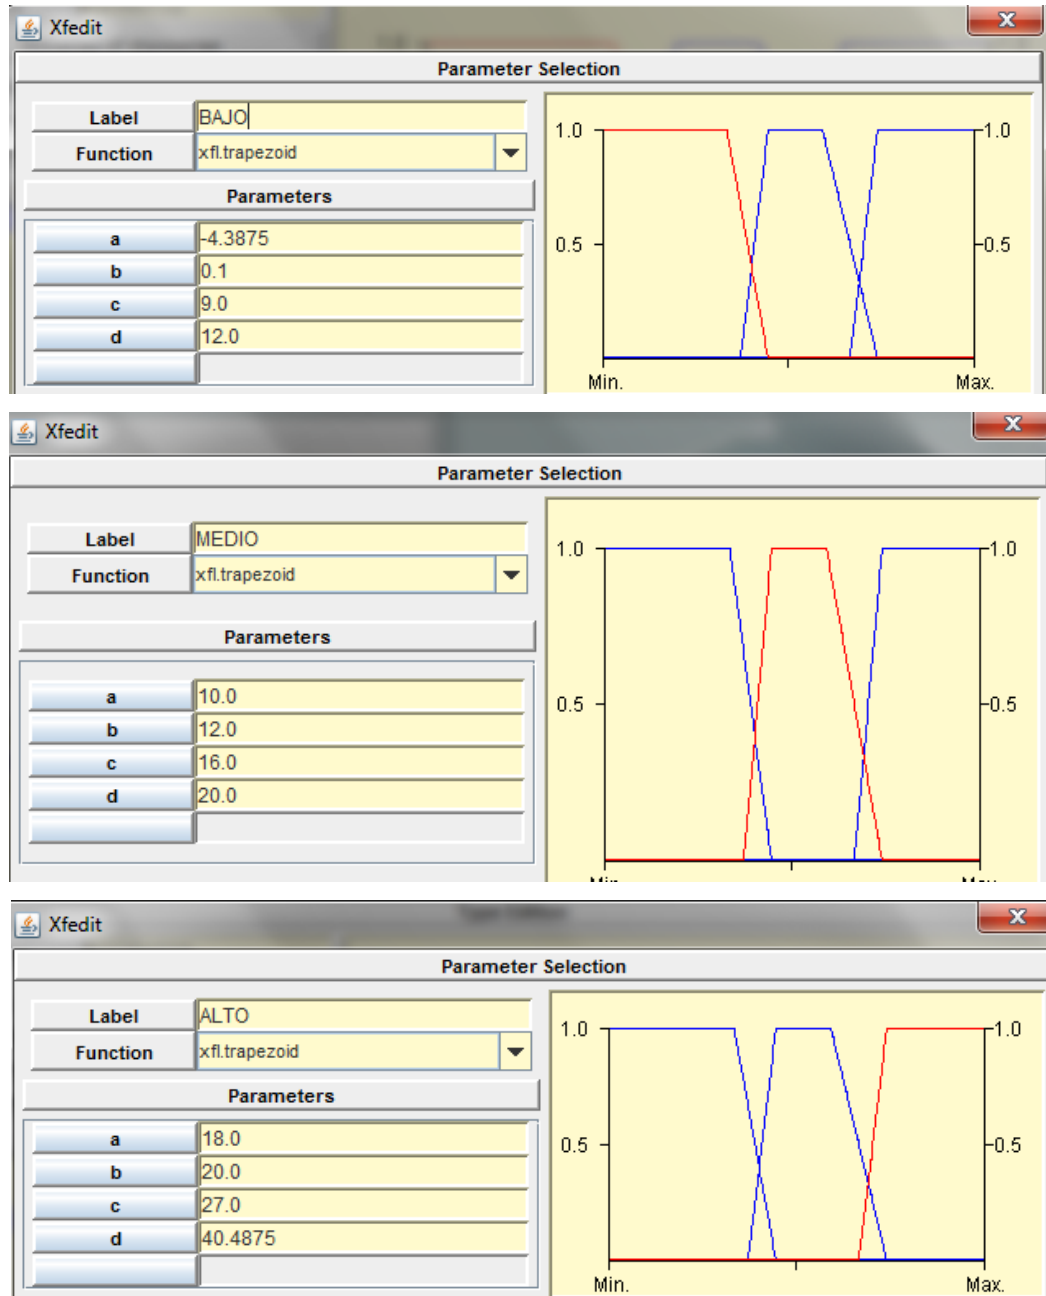 Xfedit
Parameter Selection
Label BAJO
Function xfl.trapezoid
Parameters
a -4.3875
b 0.1
c 9.0
d 12.0
1.0 1.0
0.5 0.5
Min. Max.
Xfedit
Parameter Selection
Label MEDIO
Function xfl.trapezoid
Parameters
a 10.0
b 12.0
c 16.0
d 20.0
1.0 1.0
0.5 0.5
Xfedit
Parameter Selection
Label ALTO
Function xfl.trapezoid
Parameters
a 18.0
b 20.0
c 27.0
d 40.4875
1.0 1.0
0.5 0.5
Min. Max.